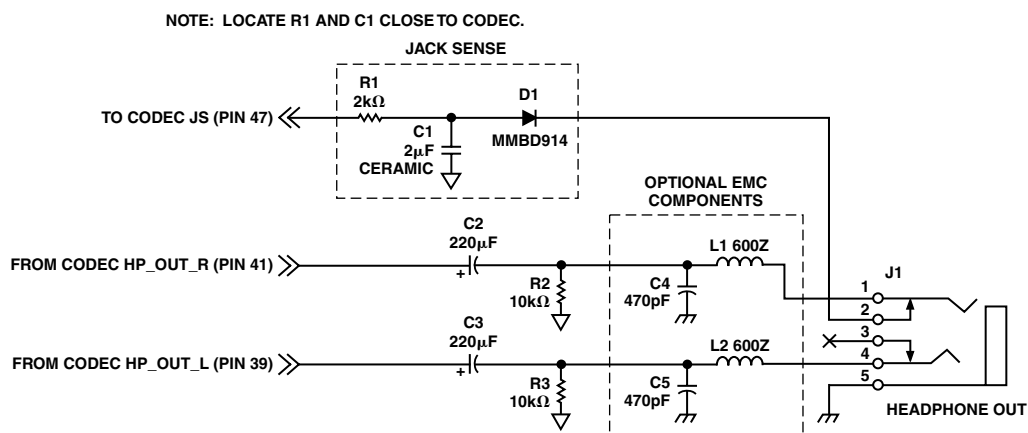 NOTE: LOCATE R1 AND C1 CLOSE TO CODEC.
JACK SENSE
R1
2kΩ
D1
TO CODEC JS (PIN 47)
C1
2μF
CERAMIC
MMBD914
OPTIONAL EMC
COMPONENTS
C2
220μF
L1 600Z
FROM CODEC HP_OUT_R (PIN 41)
+
R2
10kΩ
C4
470pF
J1
1
2
3
4
5
C3
220μF
L2 600Z
FROM CODEC HP_OUT_L (PIN 39)
+
R3
10kΩ
C5
470pF
HEADPHONE OUT